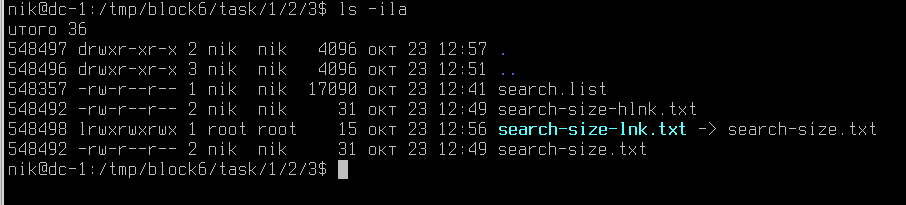 nik@dc-1:/tmp/block6/task/1/2/3$ ls -ila
итого 36
548497 drwxr-xr-x 2 nik  nik   4096 окт 23 12:57 .
548496 drwxr-xr-x 3 nik  nik   4096 окт 23 12:51 ..
548357 -rw-r--r-- 1 nik  nik  17090 окт 23 12:41 search.list
548492 -rw-r--r-- 2 nik  nik     31 окт 23 12:49 search-size-hlnk.txt
548498 lrwxrwxrwx 1 root root    15 окт 23 12:56 search-size-lnk.txt -> search-size.txt
548492 -rw-r--r-- 2 nik  nik     31 окт 23 12:49 search-size.txt
nik@dc-1:/tmp/block6/task/1/2/3$